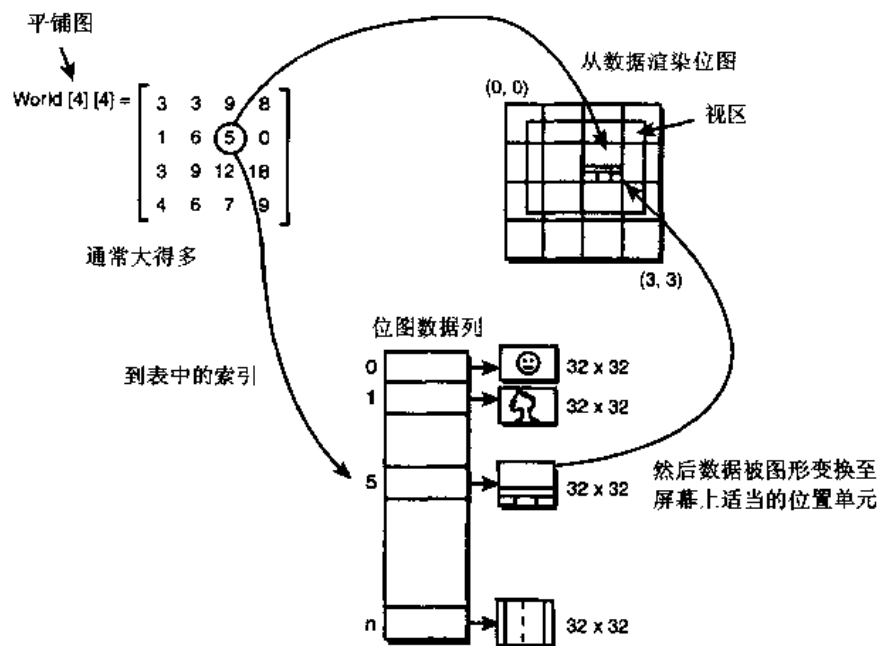 平铺图
World [4] [4} =
3 3 9 8
1 6 5 0
3 9 12 18
4 6 7 9
通常大得多
从数据渲染位图
(0, 0)
视区
(3, 3)
到表中的索引
位图数据列
0 32 x 32
1 32 x 32
5 32 x 32
n 32 x 32
然后数据被图形变换至
屏幕上适当的位置单元